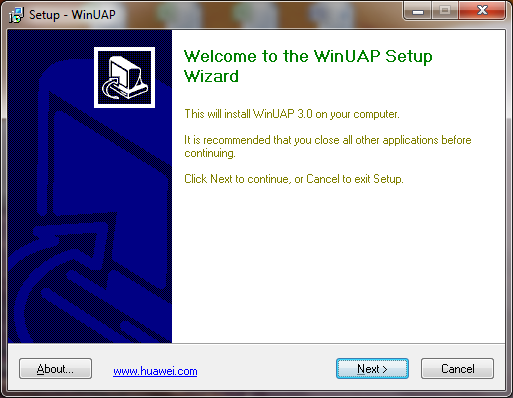 Setup - WinUAP
Welcome to the WinUAP Setup
Wizard
This will install WinUAP 3.0 on your computer.
It is recommended that you close all other applications before
continuing.
Click Next to continue, or Cancel to exit Setup.
About...
www.huawei.com
Next >
Cancel